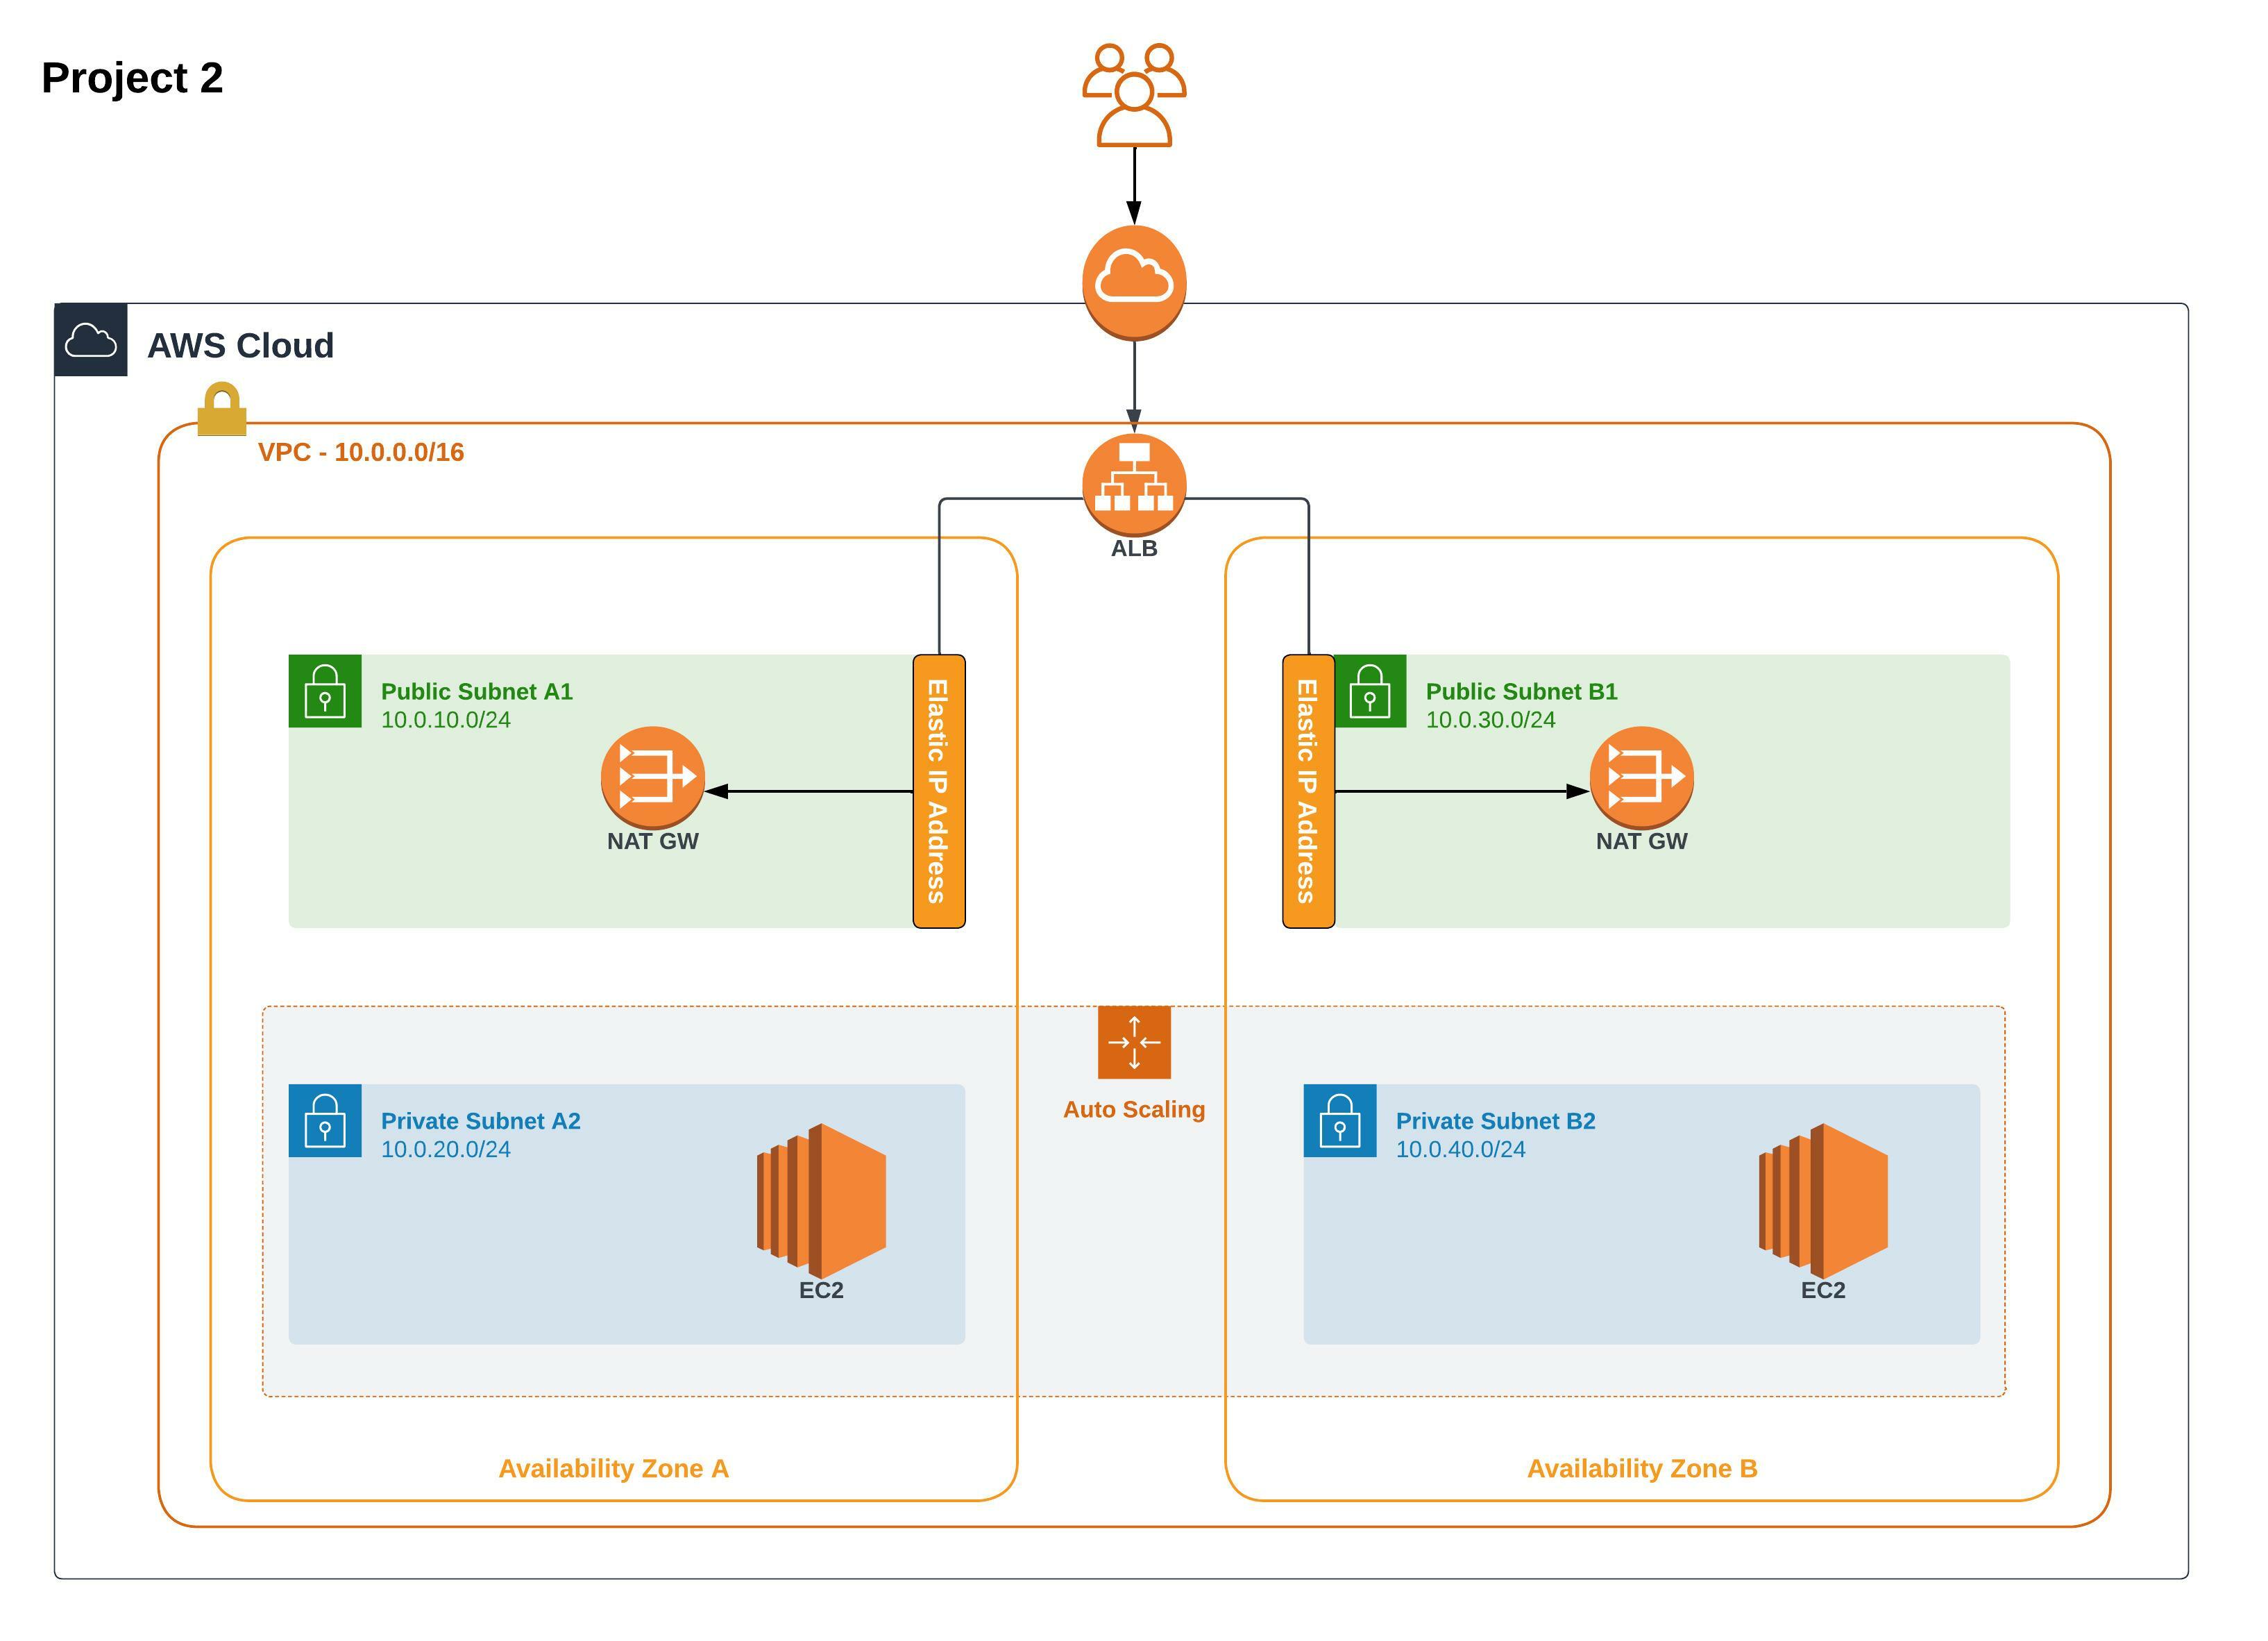 Project 2
AWS Cloud
VPC - 10.0.0.0/16
ALB
Public Subnet A1
10.0.10.0/24
NAT GW
Elastic IP Address
Elastic IP Address
Public Subnet B1
10.0.30.0/24
NAT GW
Auto Scaling
Private Subnet A2
10.0.20.0/24
EC2
Private Subnet B2
10.0.40.0/24
EC2
Availability Zone A
Availability Zone B